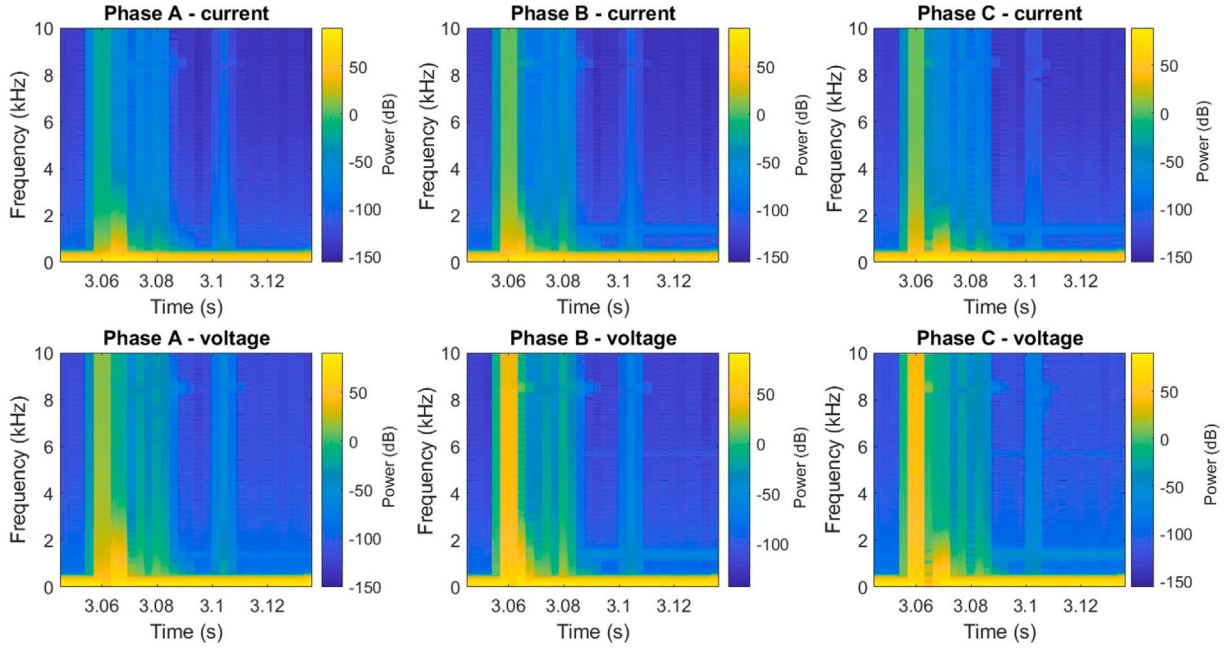 Phase A - current
Phase B - current
Phase C - current
Frequency (kHz)
10
8
6
4
2
0
3.06 3.08 3.1 3.12
Time (s)
50
0
-50
-100
-150
Power (dB)
Frequency (kHz)
10
8
6
4
2
0
3.06 3.08 3.1 3.12
Time (s)
50
0
-50
-100
-150
Power (dB)
Frequency (kHz)
10
8
6
4
2
0
3.06 3.08 3.1 3.12
Time (s)
50
0
-50
-100
-150
Power (dB)
Phase A - voltage
Phase B - voltage
Phase C - voltage
Frequency (kHz)
10
8
6
4
2
0
3.06 3.08 3.1 3.12
Time (s)
50
0
-50
-100
-150
Power (dB)
Frequency (kHz)
10
8
6
4
2
0
3.06 3.08 3.1 3.12
Time (s)
50
0
-50
-100
Power (dB)
Frequency (kHz)
10
8
6
4
2
0
3.06 3.08 3.1 3.12
Time (s)
50
0
-50
-100
-150
Power (dB)